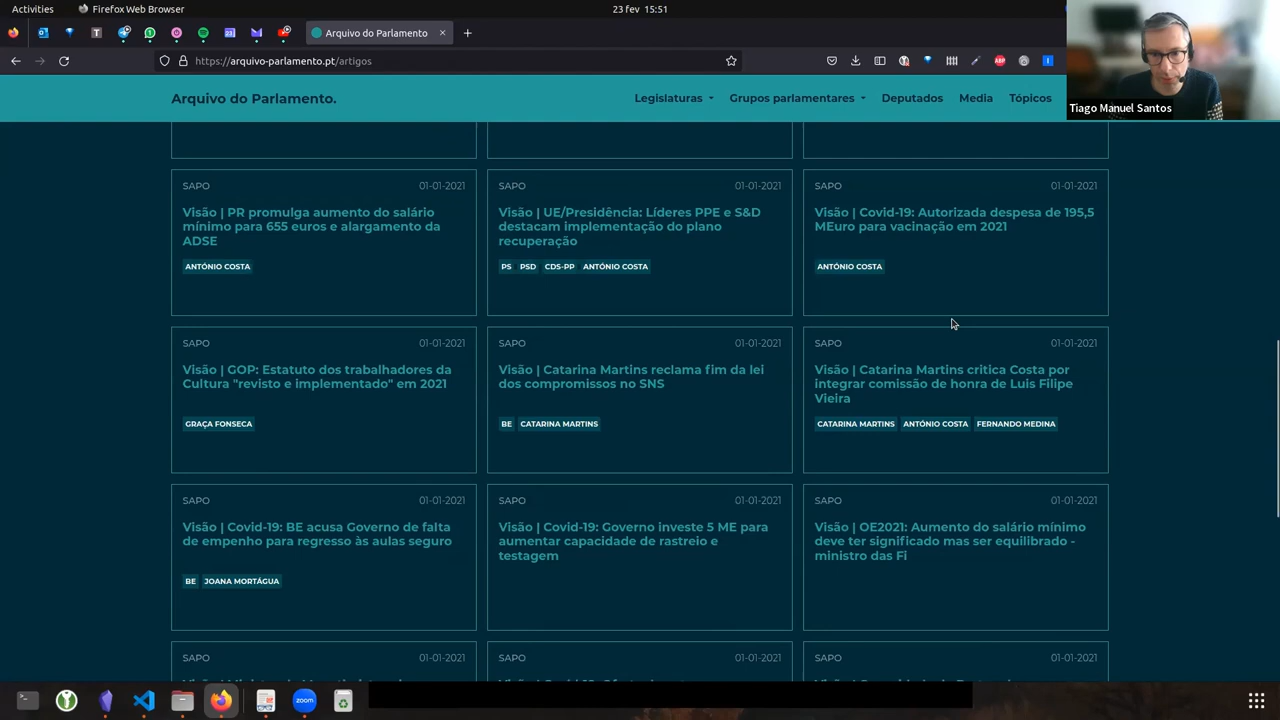 Activities
Firefox Web Browser
23 fev 15:51
Arquivo do Parlamento
https://arquivo-parlamento.pt/artigos
Tiago Manuel Santos
Arquivo do Parlamento.
Legislaturas
Grupos parlamentares
Deputados
Media
Tópicos
SAPO 01-01-2021
Visão | PR promulga aumento do salário
mínimo para 655 euros e alargamento da
ADSE
ANTÓNIO COSTA
SAPO 01-01-2021
Visão | UE/Presidência: Líderes PPE e S&D
destacam implementação do plano
recuperação
PS PSD CDS-PP ANTÓNIO COSTA
SAPO 01-01-2021
Visão | Covid-19: Autorizada despesa de 195,5
MEuro para vacinação em 2021
ANTÓNIO COSTA
SAPO 01-01-2021
Visão | GOP: Estatuto dos trabalhadores da
Cultura "revisto e implementado" em 2021
GRAÇA FONSECA
SAPO 01-01-2021
Visão | Catarina Martins reclama fim da lei
dos compromissos no SNS
BE CATARINA MARTINS
SAPO 01-01-2021
Visão | Catarina Martins critica Costa por
integrar comissão de honra de Luis Filipe
Vieira
CATARINA MARTINS ANTÓNIO COSTA FERNANDO MEDINA
SAPO 01-01-2021
Visão | Covid-19: BE acusa Governo de falta
de empenho para regresso às aulas seguro
BE JOANA MORTÁGUA
SAPO 01-01-2021
Visão | Covid-19: Governo investe 5 ME para
aumentar capacidade de rastreio e
testagem
SAPO 01-01-2021
Visão | OE2021: Aumento do salário mínimo
deve ter significado mas ser equilibrado -
ministro das Fi
SAPO 01-01-2021
SAPO 01-01-2021
SAPO 01-01-2021
zoom